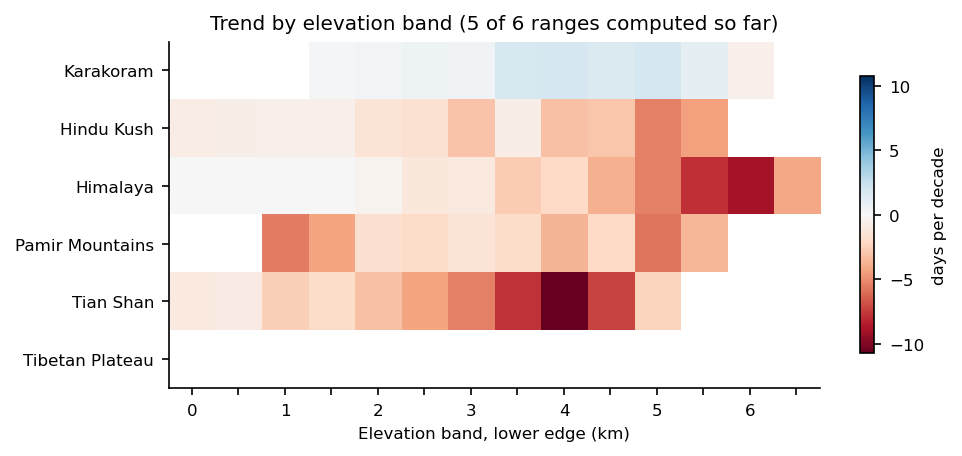 Trend by elevation band (5 of 6 ranges computed so far)
Karakoram
Hindu Kush
Himalaya
Pamir Mountains
Tian Shan
Tibetan Plateau
0 1 2 3 4 5 6
Elevation band, lower edge (km)
10
5
0
−5
−10
days per decade